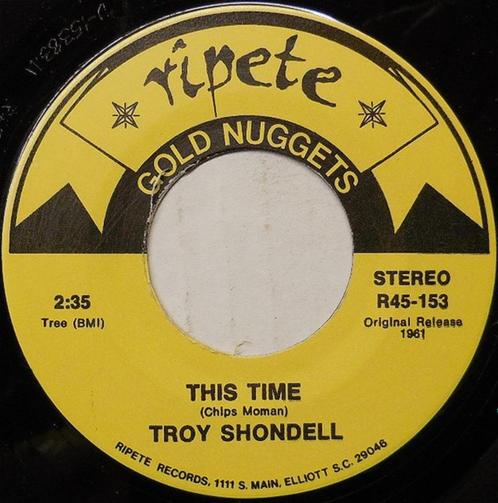 ripete
GOLD NUGGETS
2:35
Tree (BMI)
STEREO
R45-153
Original Release
1961
THIS TIME
(Chips Moman)
TROY SHONDELL
RIPETE RECORDS, 1111 S. MAIN, ELLIOTT S.C. 29046